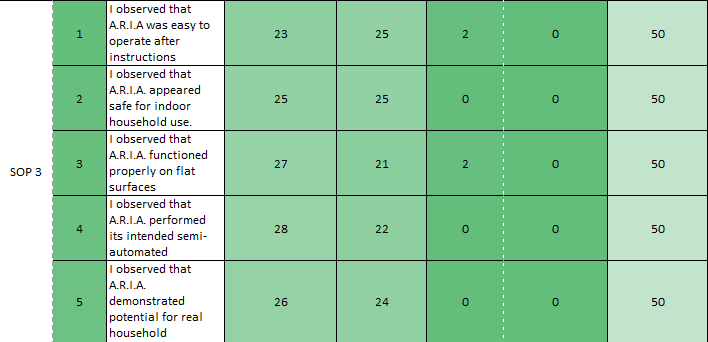 SOP 3
1
I observed that
A.R.I.A was easy to
operate after
instructions
23
25
2
0
50
2
I observed that
A.R.I.A. appeared
safe for indoor
household use.
25
25
0
0
50
3
I observed that
A.R.I.A. functioned
properly on flat
surfaces
27
21
2
0
50
4
I observed that
A.R.I.A. performed
its intended semi-
automated
28
22
0
0
50
5
I observed that
A.R.I.A.
demonstrated
potential for real
household
26
24
0
0
50